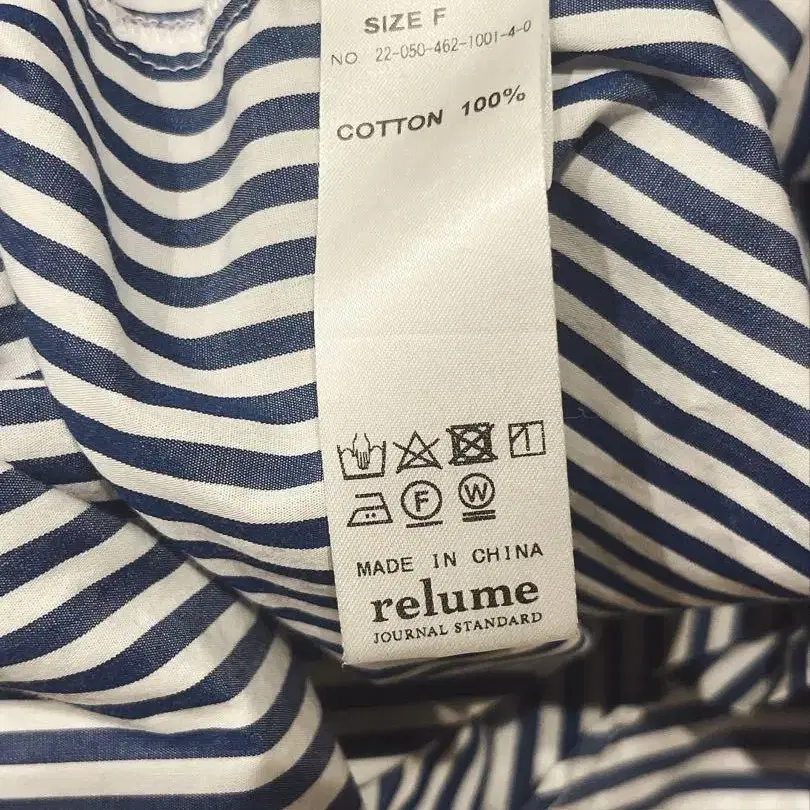 SIZE F
NO 22-050-462-1001-4-0
COTTON 100%
F W
MADE IN CHINA
relume
JOURNAL STANDARD